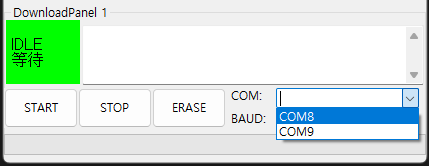 DownloadPanel 1
IDLE
等待
START STOP ERASE COM:
BAUD:
COM8
COM9